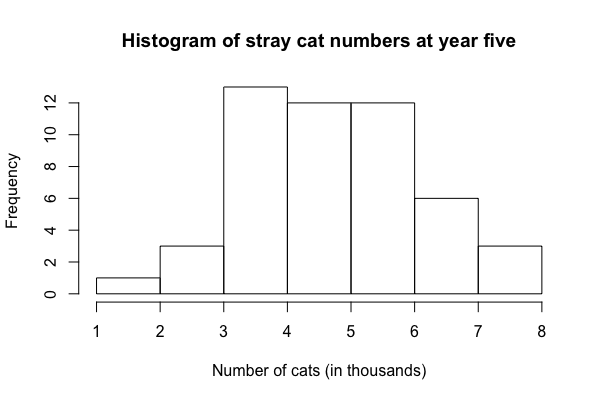 Histogram of stray cat numbers at year five
Frequency
12
10
8
6
4
2
0
1 2 3 4 5 6 7 8
Number of cats (in thousands)